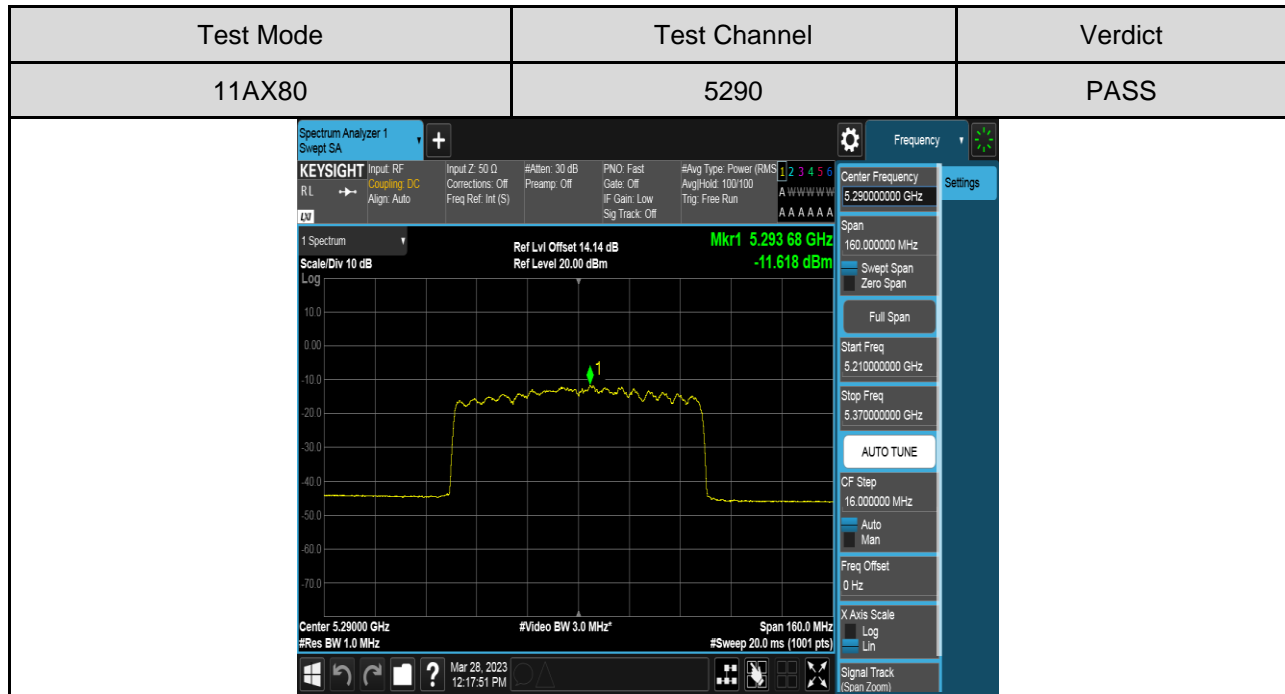 Test Mode Test Channel Verdict
11AX80 5290 PASS
Spectrum Analyzer 1
Swept SA
+
Frequency
KEYSIGHT Input: RF Input Z: 50 Ω #Atten: 30 dB PNO: Fast #Avg Type: Power (RMS 1 2 3 4 5 6
RL Coupling: DC Corrections: Off Preamp: Off Gate: Off Avg|Hold: 100/100 A W W W W W
Align: Auto Freq Ref: Int (S) IF Gain: Low Trig: Free Run
LXI Sig Track: Off A A A A A A
Center Frequency
5.290000000 GHz
Settings
1 Spectrum Ref Lvl Offset 14.14 dB Mkr1 5.293 68 GHz
Scale/Div 10 dB Ref Level 20.00 dBm -11.618 dBm
Span
160.000000 MHz
Swept Span
Zero Span
Full Span
Start Freq
5.210000000 GHz
Stop Freq
5.370000000 GHz
AUTO TUNE
CF Step
16.000000 MHz
Auto
Man
Freq Offset
0 Hz
X Axis Scale
Log
Lin
Signal Track
(Span Zoom)
Log
10.0
0.00
1
-10.0
-20.0
-30.0
-40.0
-50.0
-60.0
-70.0
Center 5.29000 GHz #Video BW 3.0 MHz* Span 160.0 MHz
#Res BW 1.0 MHz #Sweep 20.0 ms (1001 pts)
? Mar 28, 2023
12:17:51 PM